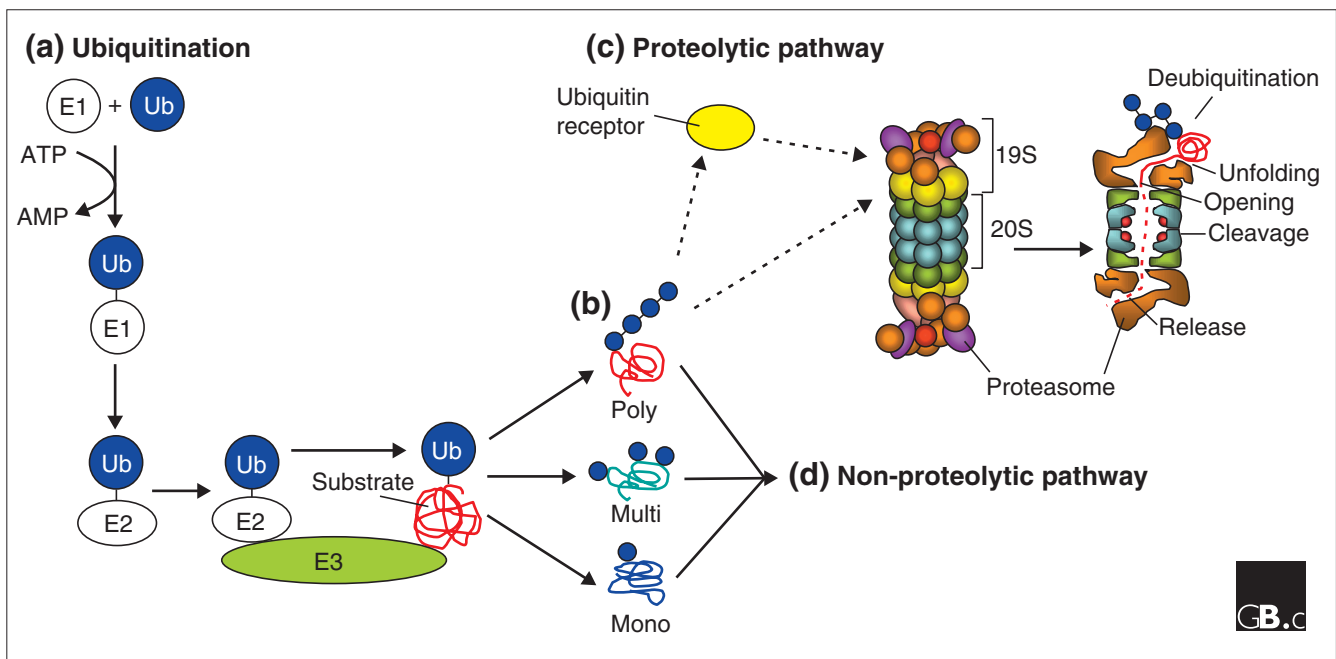 (a) Ubiquitination
E1 + Ub
ATP
AMP
Ub
E1
Ub
E2
Ub
E2
E3
Substrate
Ub
(b)
Poly
Multi
Mono
(c) Proteolytic pathway
Ubiquitin
receptor
19S
20S
Deubiquitination
Unfolding
Opening
Cleavage
Release
Proteasome
(d) Non-proteolytic pathway
GB.c